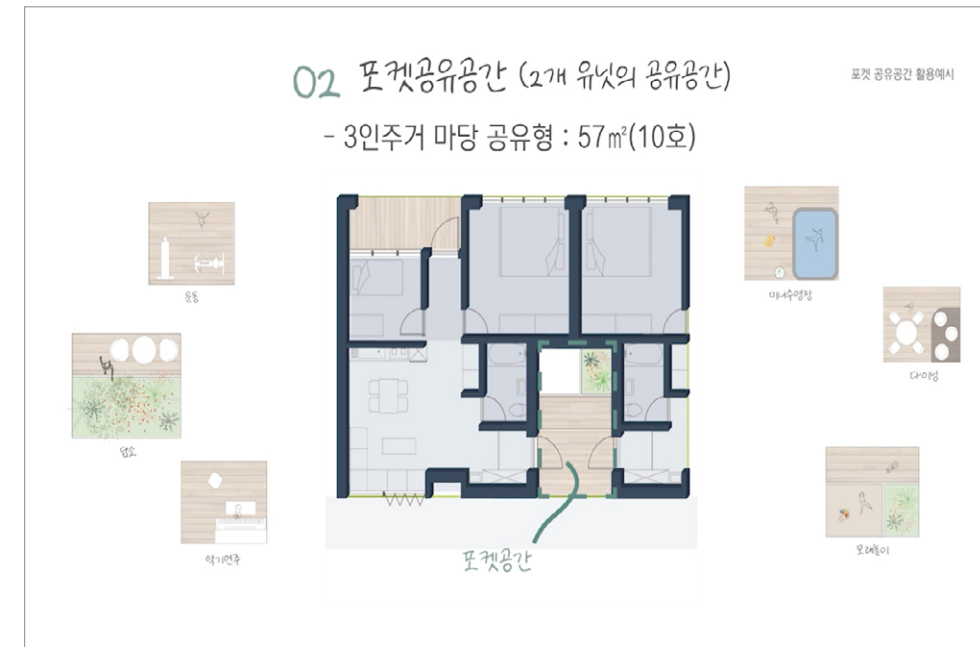 02 포켓공유공간 (2개 유닛의 공유공간)
포켓 공유공간 활용예시
- 3인주거 마당 공유형 : 57㎡(10호)
운동
미니수영장
다이닝
담소
악기연주
모래놀이
포켓공간